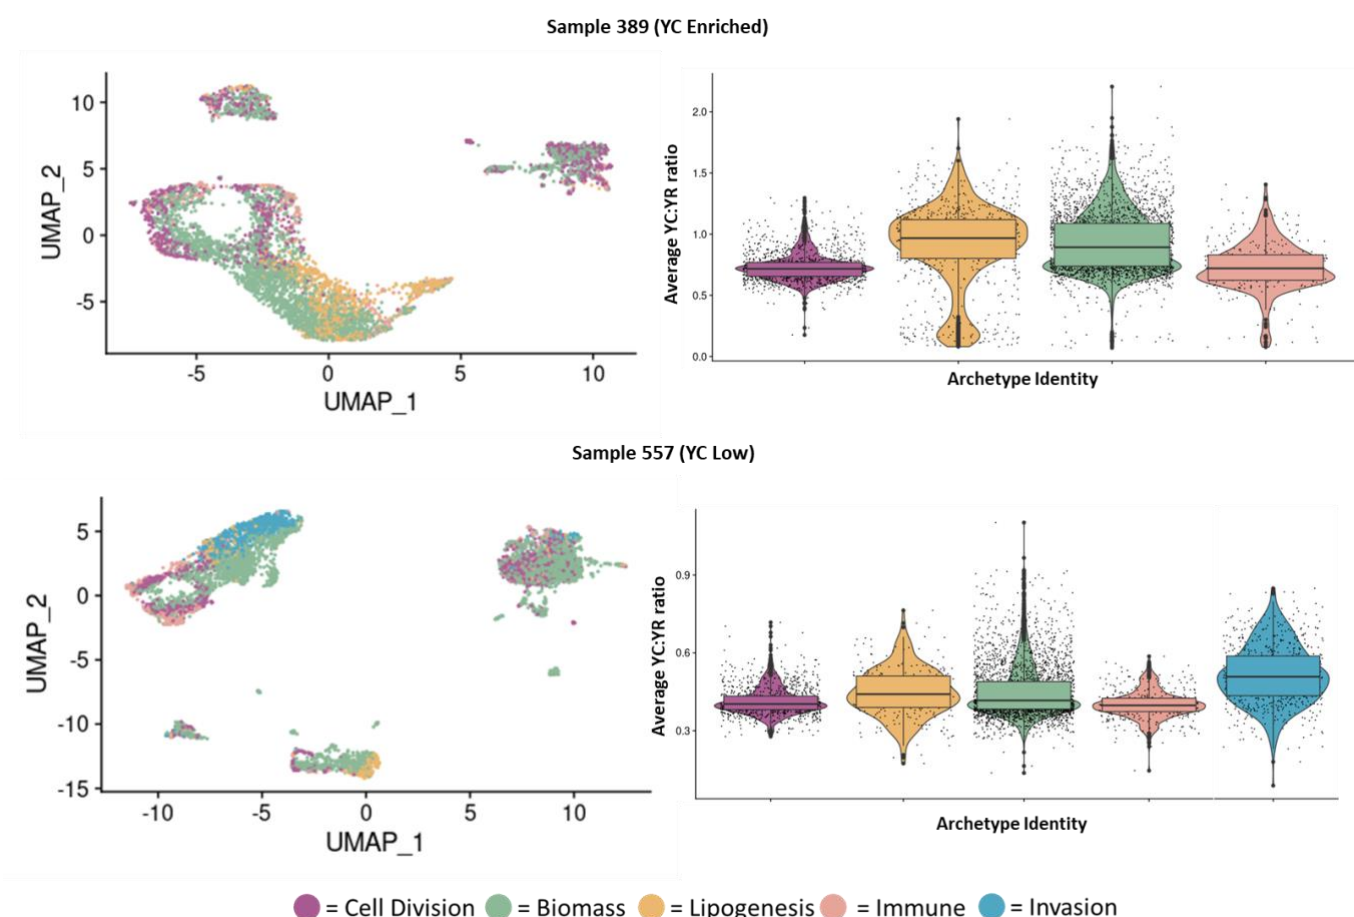 Sample 389 (YC Enriched)
UMAP_2
10
5
0
-5
-5
0
5
10
UMAP_1
Average YC:YR ratio
2.0
1.5
1.0
0.5
0.0
Archetype Identity
Sample 557 (YC Low)
UMAP_2
5
0
-5
-10
-15
-10
-5
0
5
10
UMAP_1
Average YC:YR ratio
0.9
0.6
0.3
Archetype Identity
= Cell Division = Biomass = Lipogenesis = Immune = Invasion